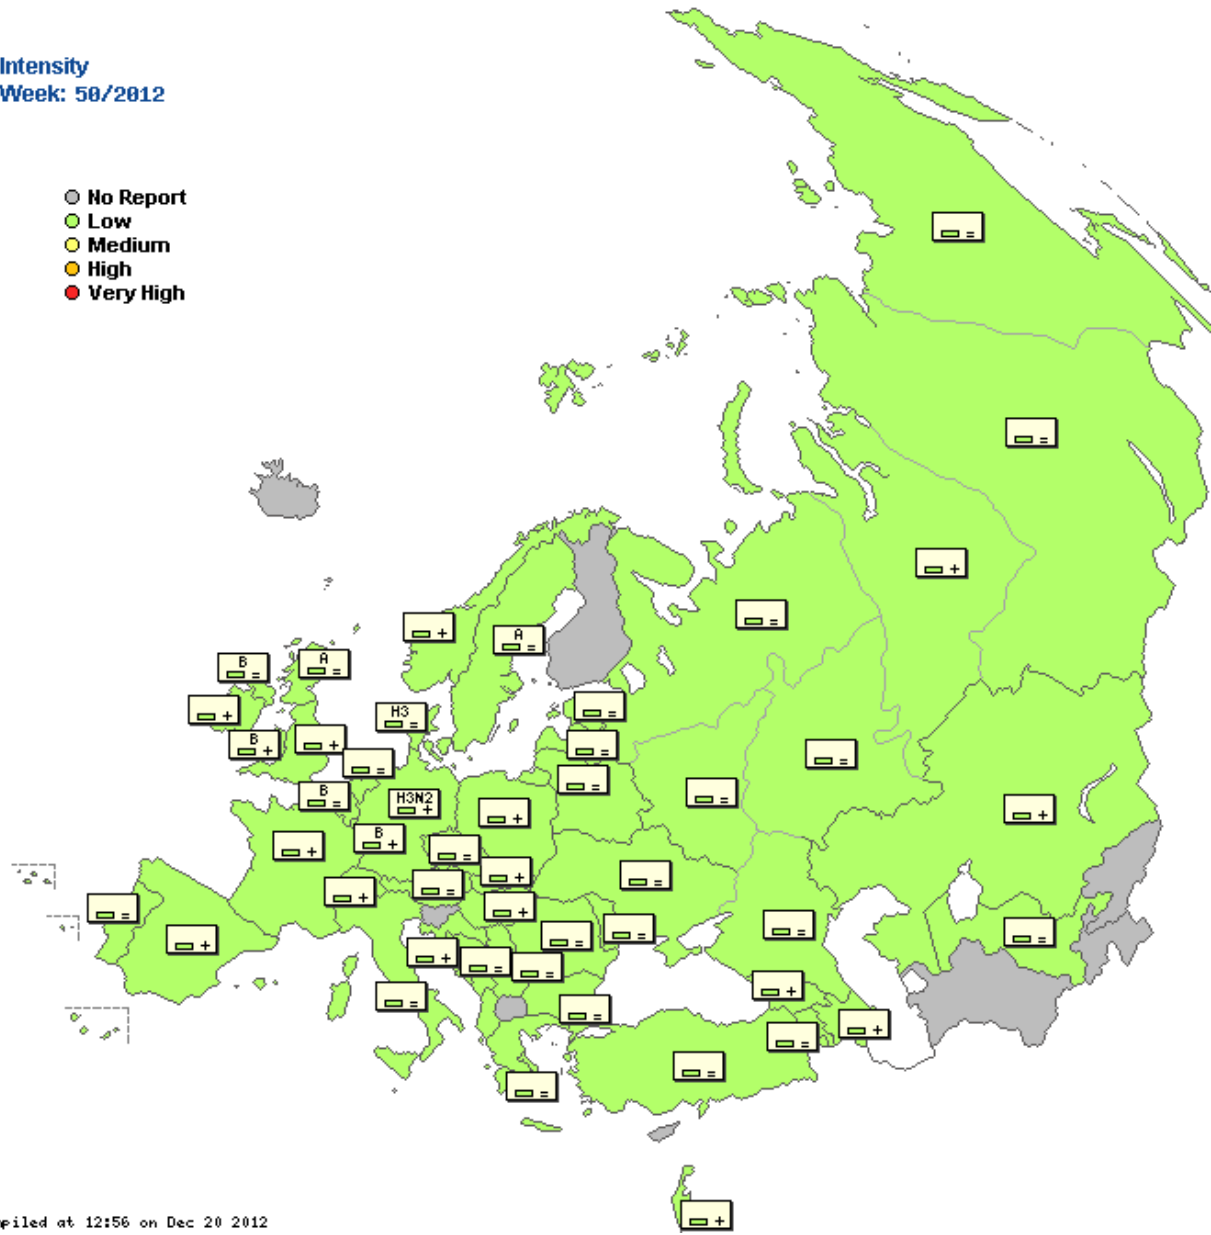 Intensity
Week: 50/2012
No Report
Low
Medium
High
Very High
=
=
+
=
+
A =
B =
A =
+
H3 =
=
B +
+
=
=
=
=
B =
H3N2 +
+
=
+
+
B +
=
+
=
+
=
+
=
+
=
=
=
=
+
+
=
=
=
=
+
=
=
+
=
=
=
+
piled at 12:56 on Dec 20 2012